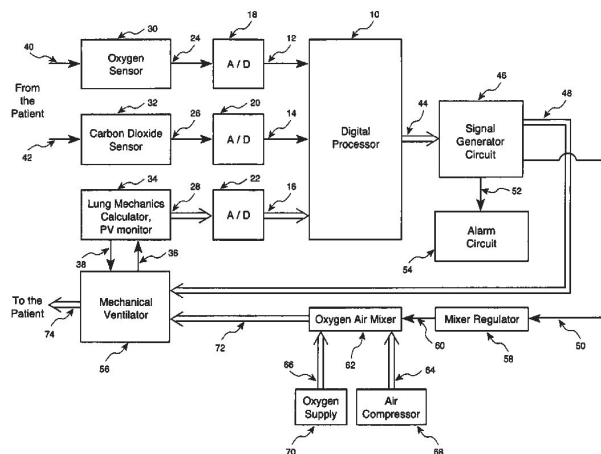 30 24 18 12 10
40
Oxygen
Sensor
A / D
From
the
Patient
32 26 20 14
Carbon Dioxide
Sensor
A / D
42
Digital
Processor
44
46
48
Signal
Generator
Circuit
34 28 22 16
Lung Mechanics
Calculator,
PV monitor
A / D
52
Alarm
Circuit
54
38 36
To the
Patient
74
Mechanical
Ventilator
56
72
Oxygen Air Mixer
62
60
Mixer Regulator
58
50
66
64
Oxygen
Supply
70
Air
Compressor
68